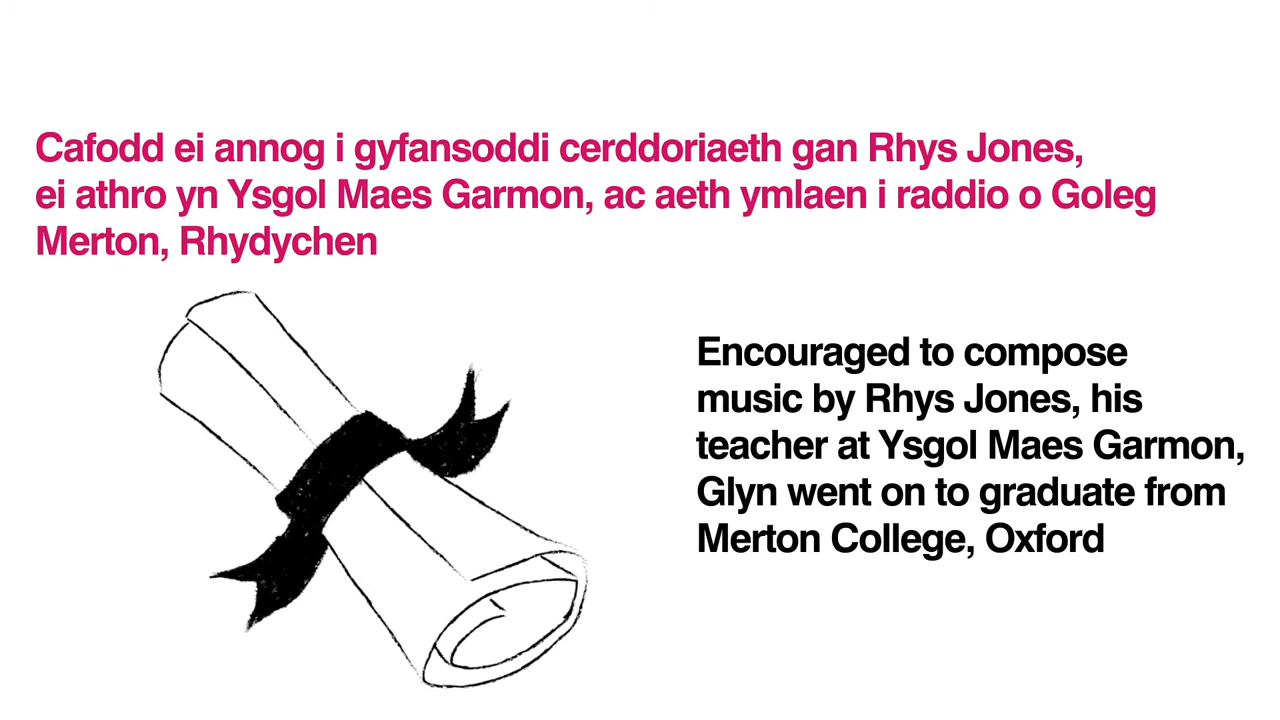 Cafodd ei annog i gyfansoddi cerddoriaeth gan Rhys Jones,
ei athro yn Ysgol Maes Garmon, ac aeth ymlaen i raddio o Goleg
Merton, Rhydychen
Encouraged to compose
music by Rhys Jones, his
teacher at Ysgol Maes Garmon,
Glyn went on to graduate from
Merton College, Oxford